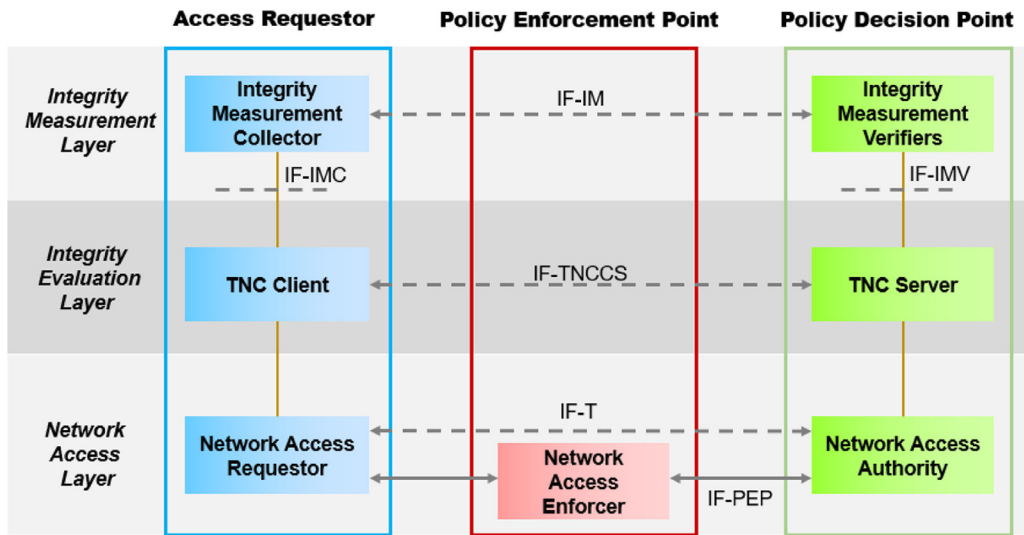 Access Requestor
Policy Enforcement Point
Policy Decision Point
Integrity
Measurement
Layer
Integrity
Measurement
Collector
IF-IM
Integrity
Measurement
Verifiers
IF-IMC
IF-IMV
Integrity
Evaluation
Layer
TNC Client
IF-TNCCS
TNC Server
Network
Access
Layer
Network Access
Requestor
IF-T
Network
Access
Enforcer
IF-PEP
Network Access
Authority